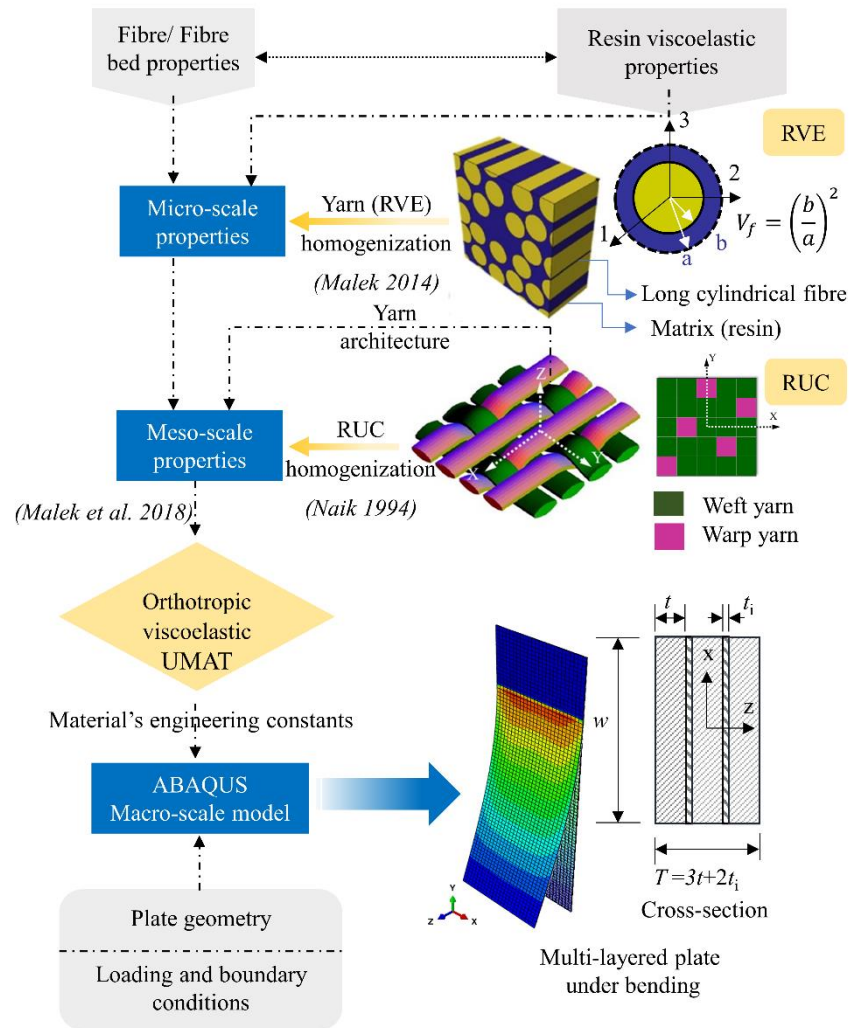 Fibre/ Fibre
bed properties
Resin viscoelastic
properties
3
RVE
2
1
b
a
V_f = (b/a)^2
Micro-scale
properties
Yarn (RVE)
homogenization
(Malek 2014)
Long cylindrical fibre
Matrix (resin)
Yarn
architecture
Meso-scale
properties
RUC
homogenization
(Naik 1994)
Z
X
Y
Y
X
RUC
Weft yarn
Warp yarn
(Malek et al. 2018)
Orthotropic
viscoelastic
UMAT
Material's engineering constants
ABAQUS
Macro-scale model
Plate geometry
Loading and boundary
conditions
Y
Z
X
t
t_i
w
x
z
T =3t+2t_i
Cross-section
Multi-layered plate
under bending